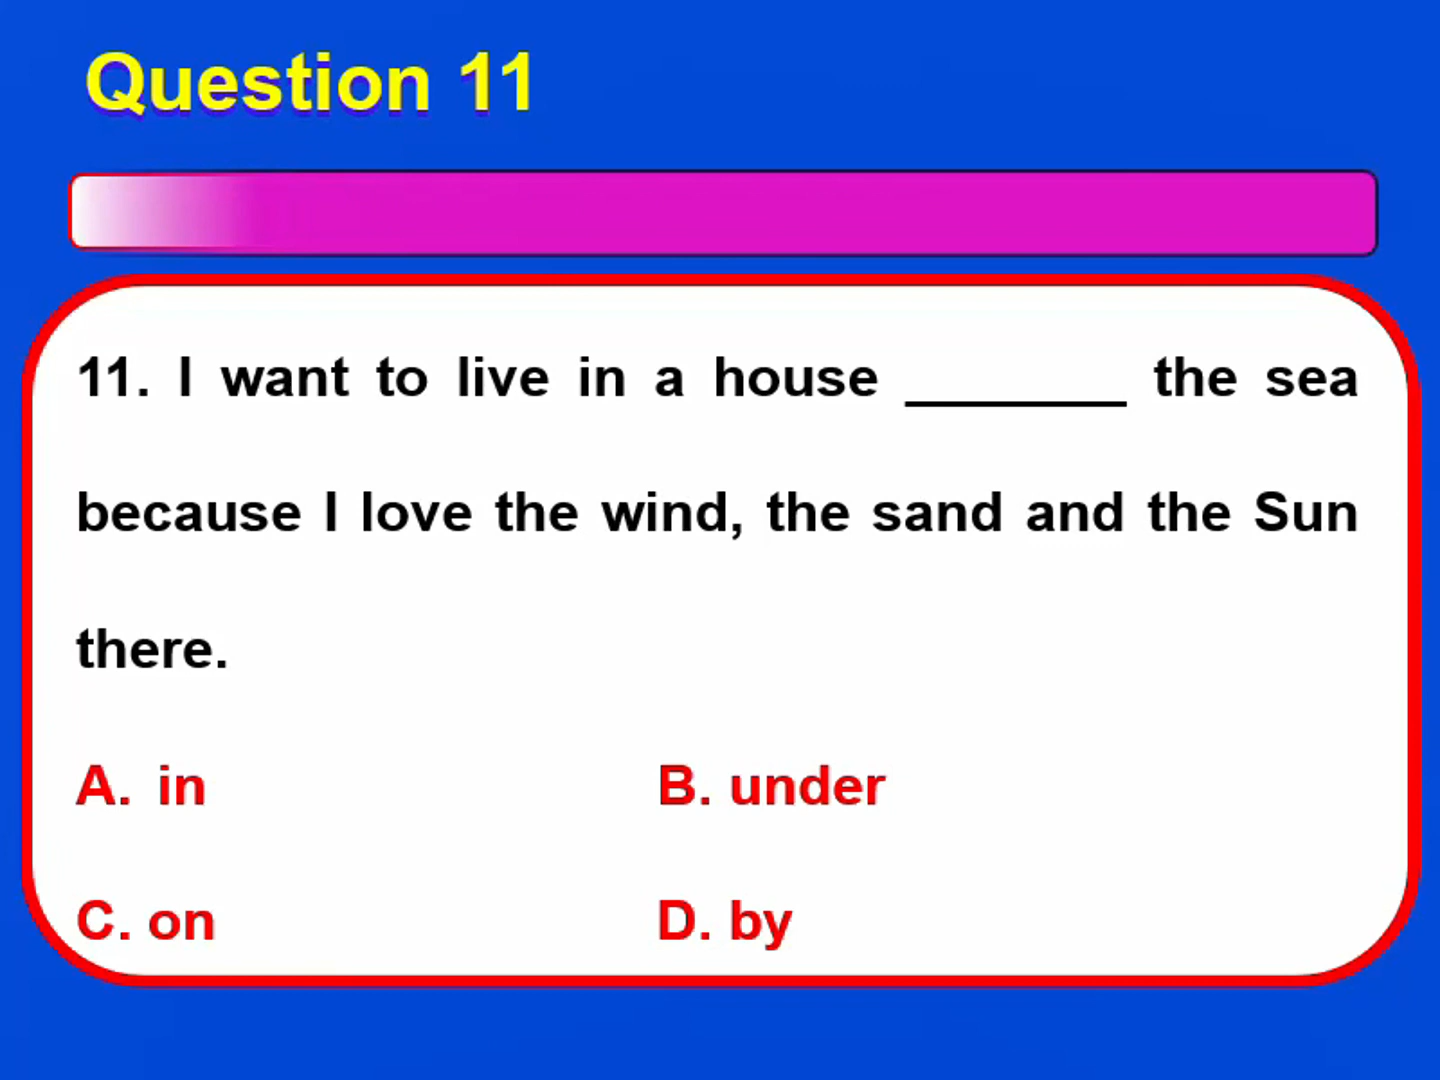 Question 11
11. I want to live in a house ________ the sea
because I love the wind, the sand and the Sun
there.
A. in B. under
C. on D. by